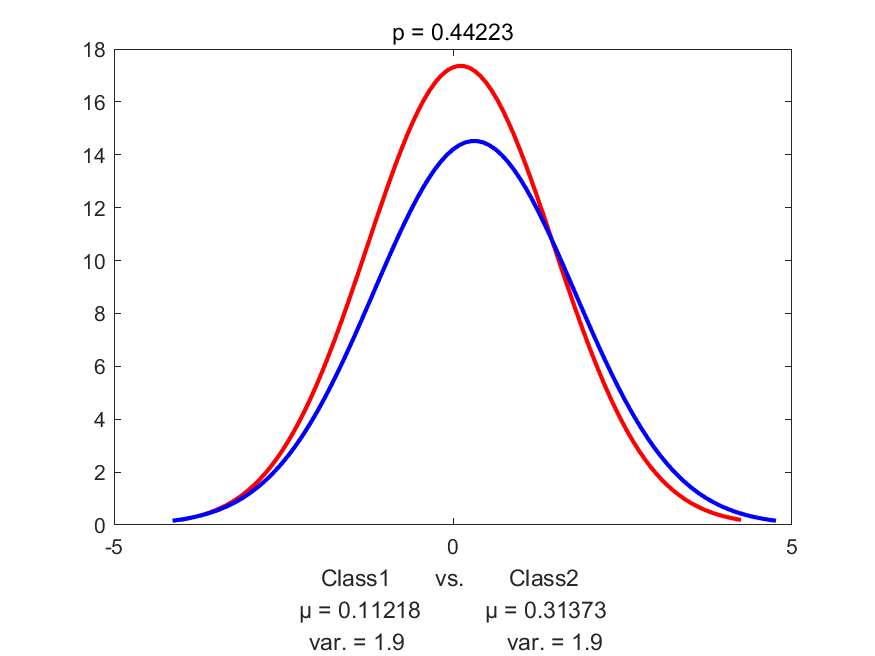 p = 0.44223
18
16
14
12
10
8
6
4
2
0
-5 0 5
Class1 vs. Class2
μ = 0.11218 μ = 0.31373
var. = 1.9 var. = 1.9